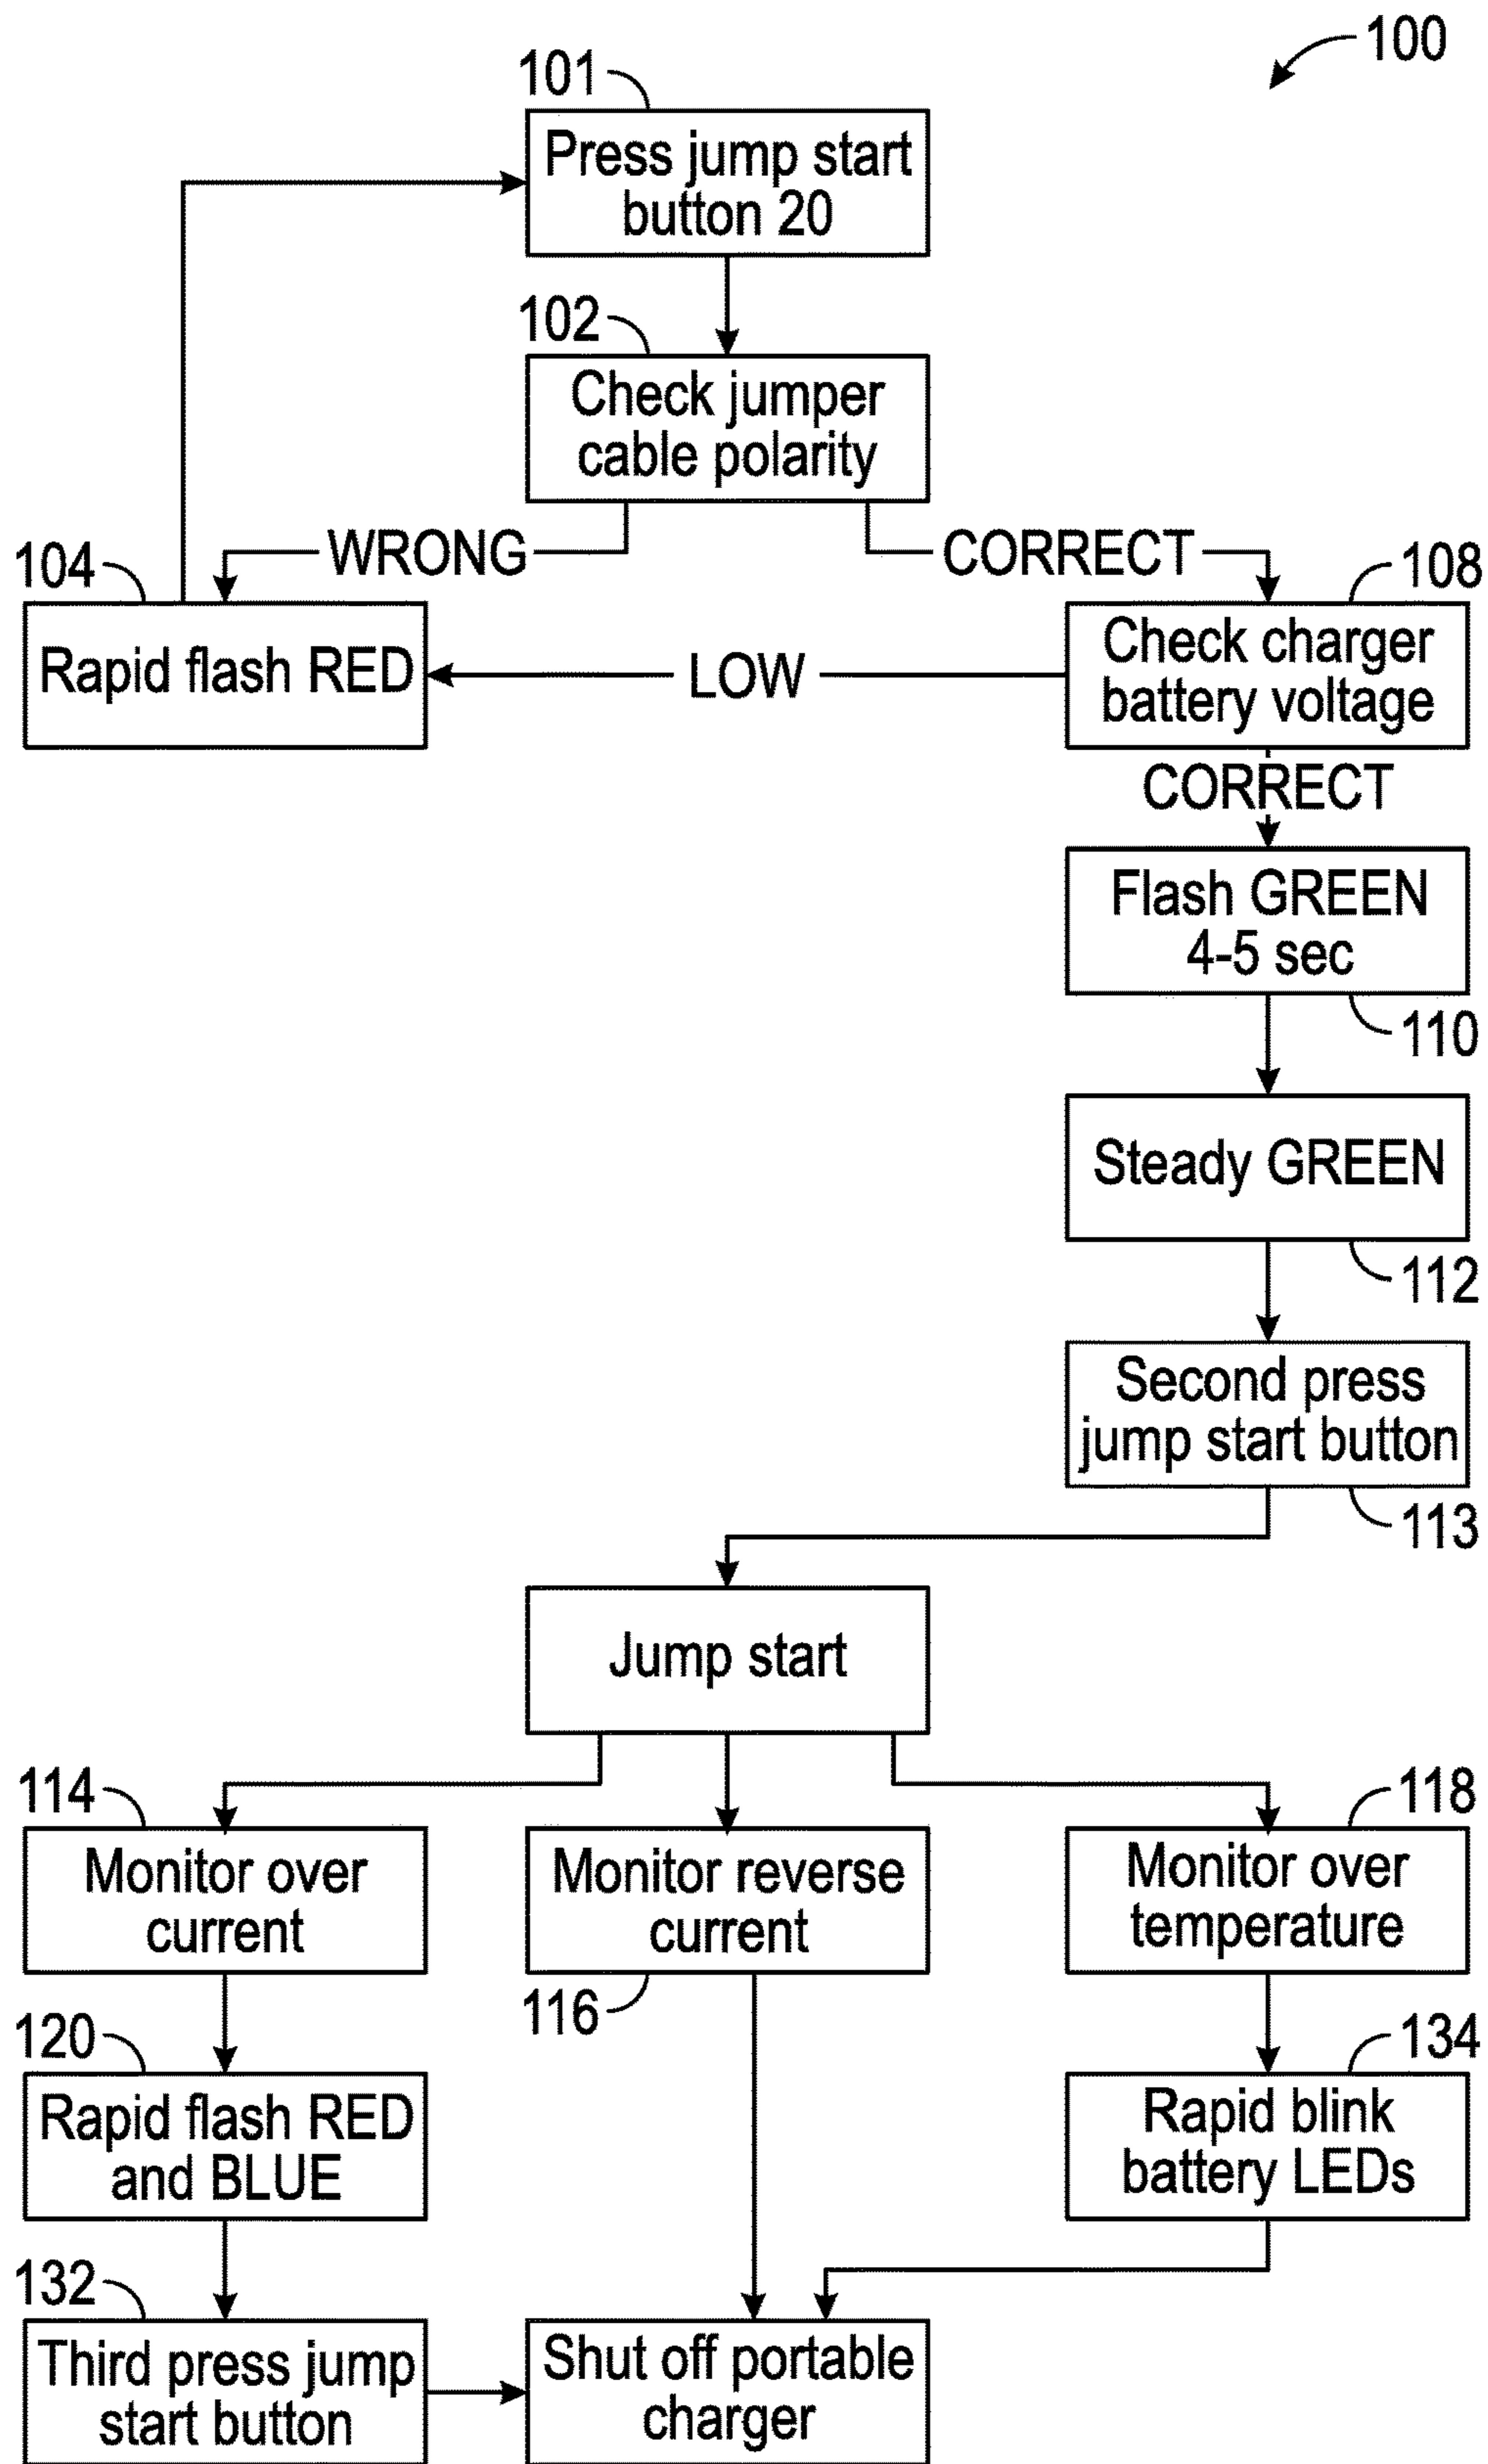 100
101
Press jump start
button 20
102
Check jumper
cable polarity
WRONG
CORRECT
104
108
Rapid flash RED
LOW
Check charger
battery voltage
CORRECT
Flash GREEN
4-5 sec
110
Steady GREEN
112
Second press
jump start button
113
Jump start
114
118
Monitor over
current
Monitor reverse
current
Monitor over
temperature
116
120
134
Rapid flash RED
and BLUE
Rapid blink
battery LEDs
132
Third press jump
start button
Shut off portable
charger